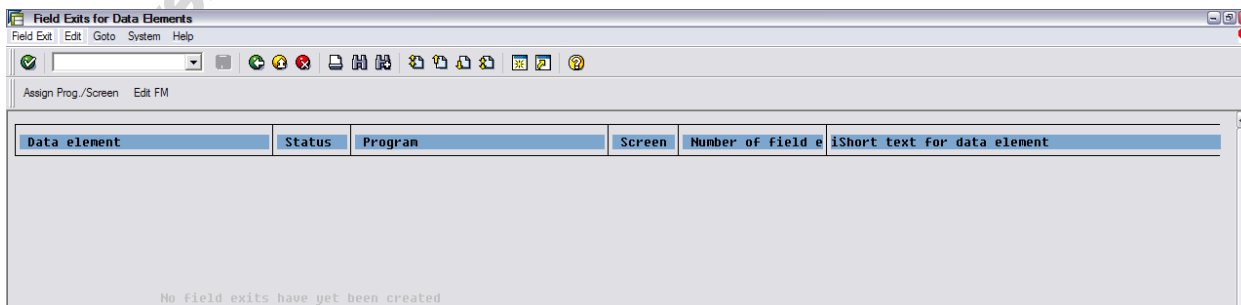 Field Exits for Data Elements
Field Exit Edit Goto System Help
Assign Prog./Screen Edit FM
Data element Status Program Screen Number of field e iShort text for data element
No field exits have yet been created